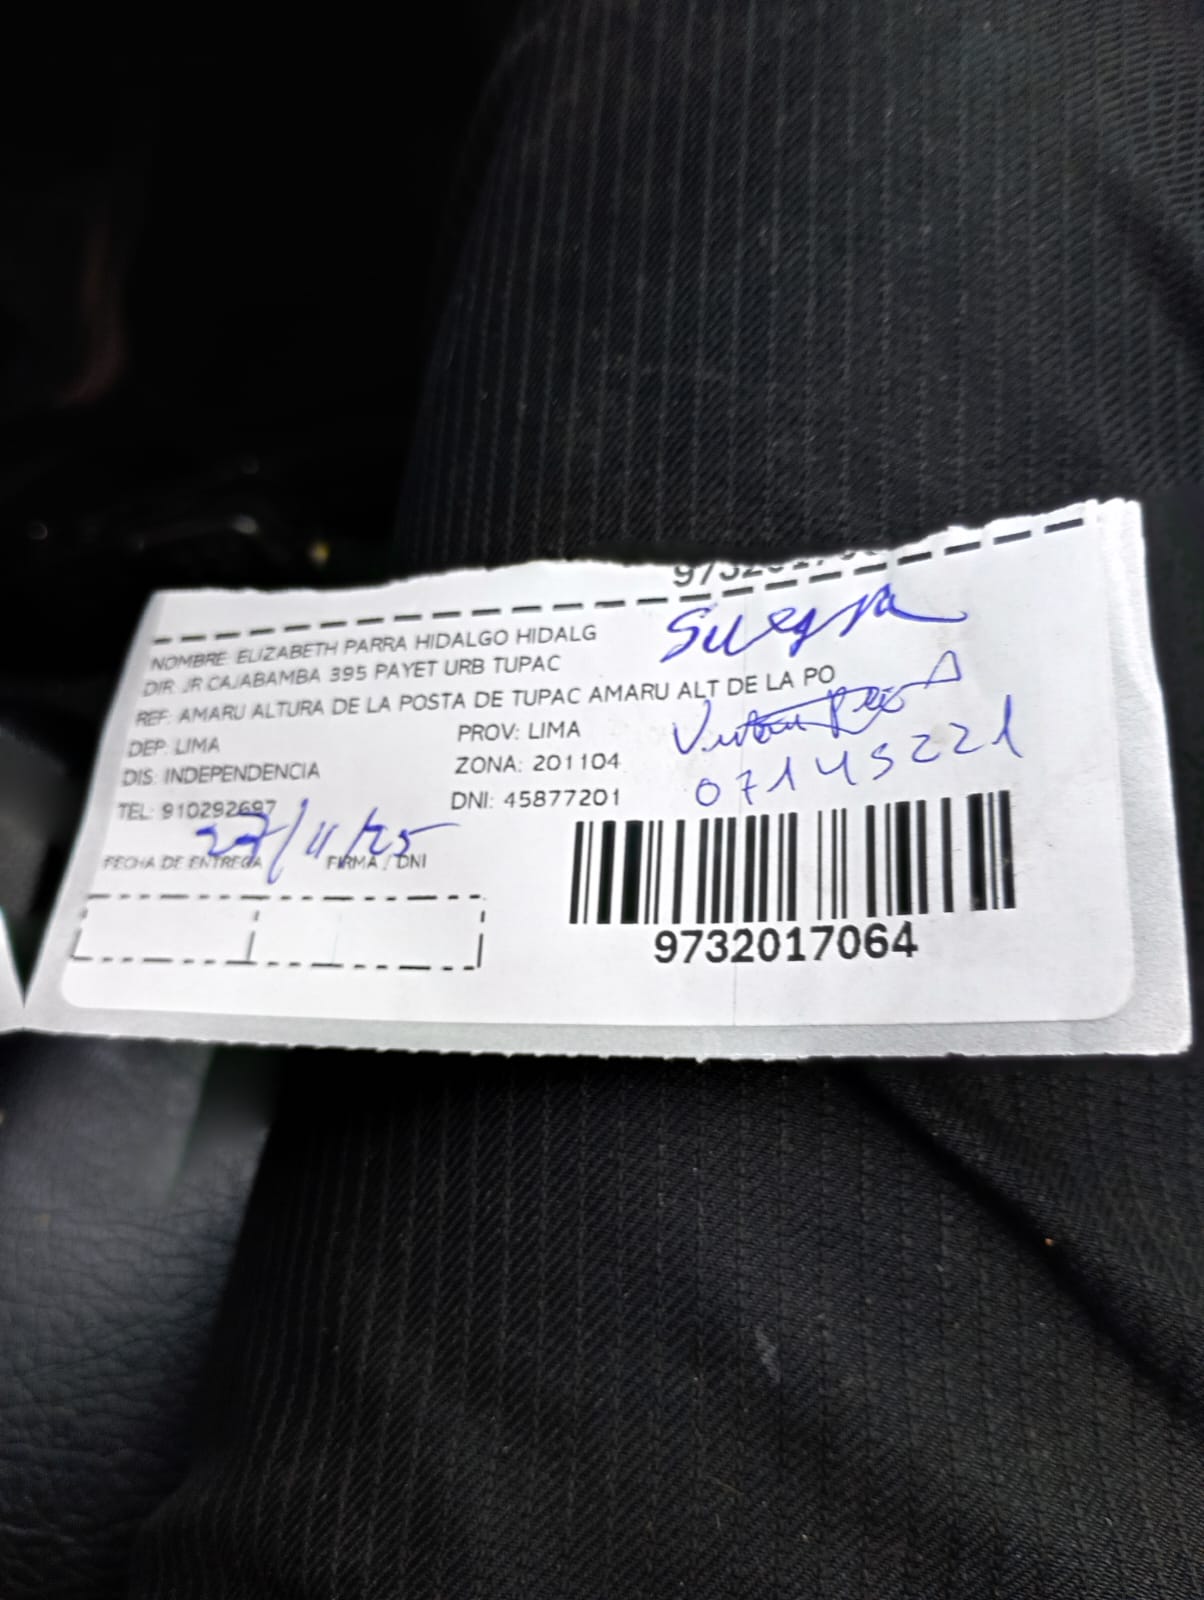 Suegra
NOMBRE: ELIZABETH PARRA HIDALGO HIDALG
DIR: JR CAJABAMBA 395 PAYET URB TUPAC
REF: AMARU ALTURA DE LA POSTA DE TUPAC AMARU ALT DE LA PO
DEP: LIMA PROV: LIMA
DIS: INDEPENDENCIA ZONA: 201104
07145221
TEL: 910292697 DNI: 45877201
27/11/25
FECHA DE ENTREGA FIRMA / DNI
9732017064